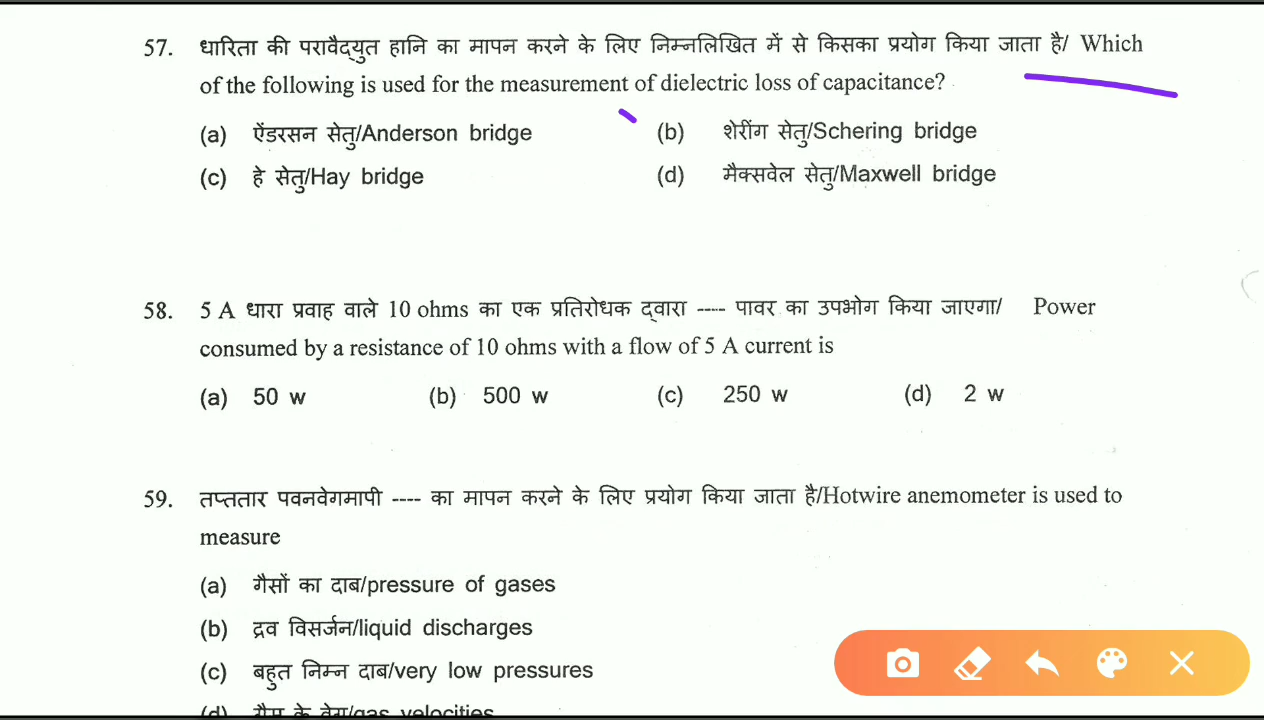 57. धारिता की परावैद्युत हानि का मापन करने के लिए निम्नलिखित में से किसका प्रयोग किया जाता है/ Which
of the following is used for the measurement of dielectric loss of capacitance?
(a) ऐंडरसन सेतु/Anderson bridge (b) शेरींग सेतु/Schering bridge
(c) हे सेतु/Hay bridge (d) मैक्सवेल सेतु/Maxwell bridge
58. 5 A धारा प्रवाह वाले 10 ohms का एक प्रतिरोधक द्वारा ---- पावर का उपभोग किया जाएगा/ Power
consumed by a resistance of 10 ohms with a flow of 5 A current is
(a) 50 w (b) 500 w (c) 250 w (d) 2 w
59. तप्ततार पवनवेगमापी ---- का मापन करने के लिए प्रयोग किया जाता है/Hotwire anemometer is used to
measure
(a) गैसों का दाब/pressure of gases
(b) द्रव विसर्जन/liquid discharges
(c) बहुत निम्न दाब/very low pressures
(d) गैस के वेग/gas velocities